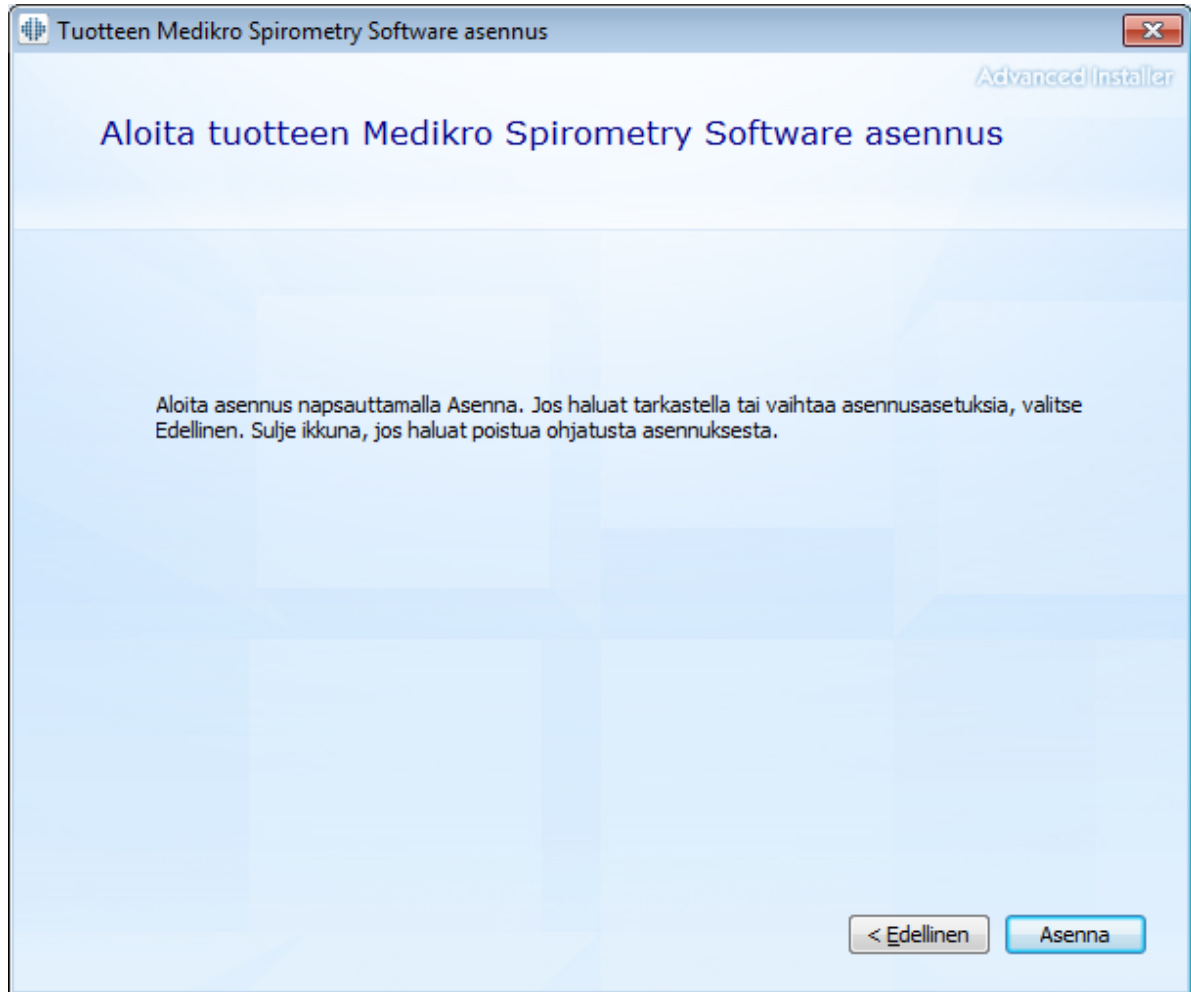 Tuotteen Medikro Spirometry Software asennus
Advanced Installer
Aloita tuotteen Medikro Spirometry Software asennus
Aloita asennus napsauttamalla Asenna. Jos haluat tarkastella tai vaihtaa asennusasetuksia, valitse
Edellinen. Sulje ikkuna, jos haluat poistua ohjatusta asennuksesta.
< Edellinen
Asenna